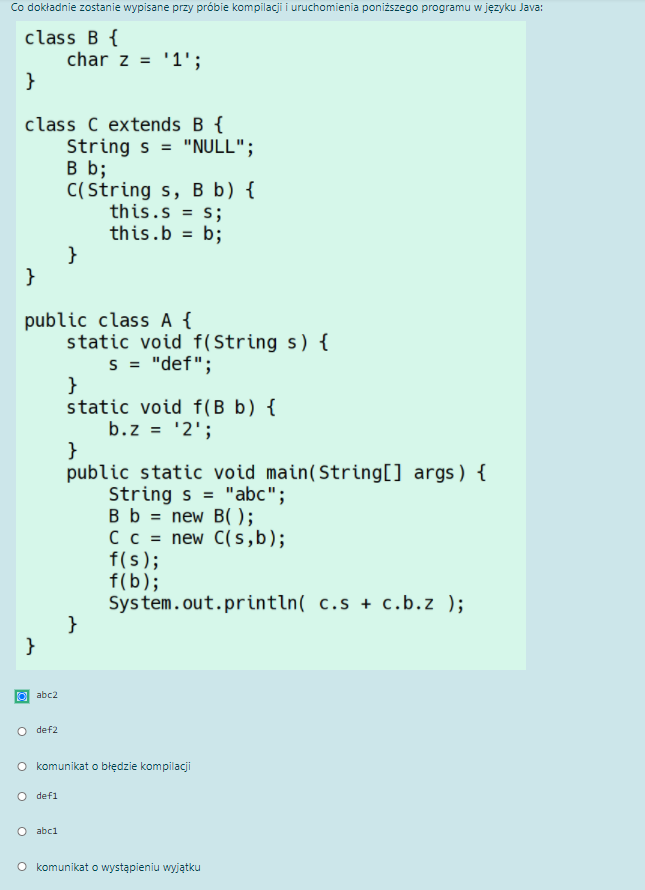 Co dokładnie zostanie wypisane przy próbie kompilacji i uruchomienia poniższego programu w języku Java:
class B {
    char z = '1';
}

class C extends B {
    String s = "NULL";
    B b;
    C(String s, B b) {
        this.s = s;
        this.b = b;
    }
}

public class A {
    static void f(String s) {
        s = "def";
    }
    static void f(B b) {
        b.z = '2';
    }
    public static void main(String[] args) {
        String s = "abc";
        B b = new B( );
        C c = new C(s,b);
        f(s);
        f(b);
        System.out.println( c.s + c.b.z );
    }
}
abc2
def2
komunikat o błędzie kompilacji
def1
abc1
komunikat o wystąpieniu wyjątku